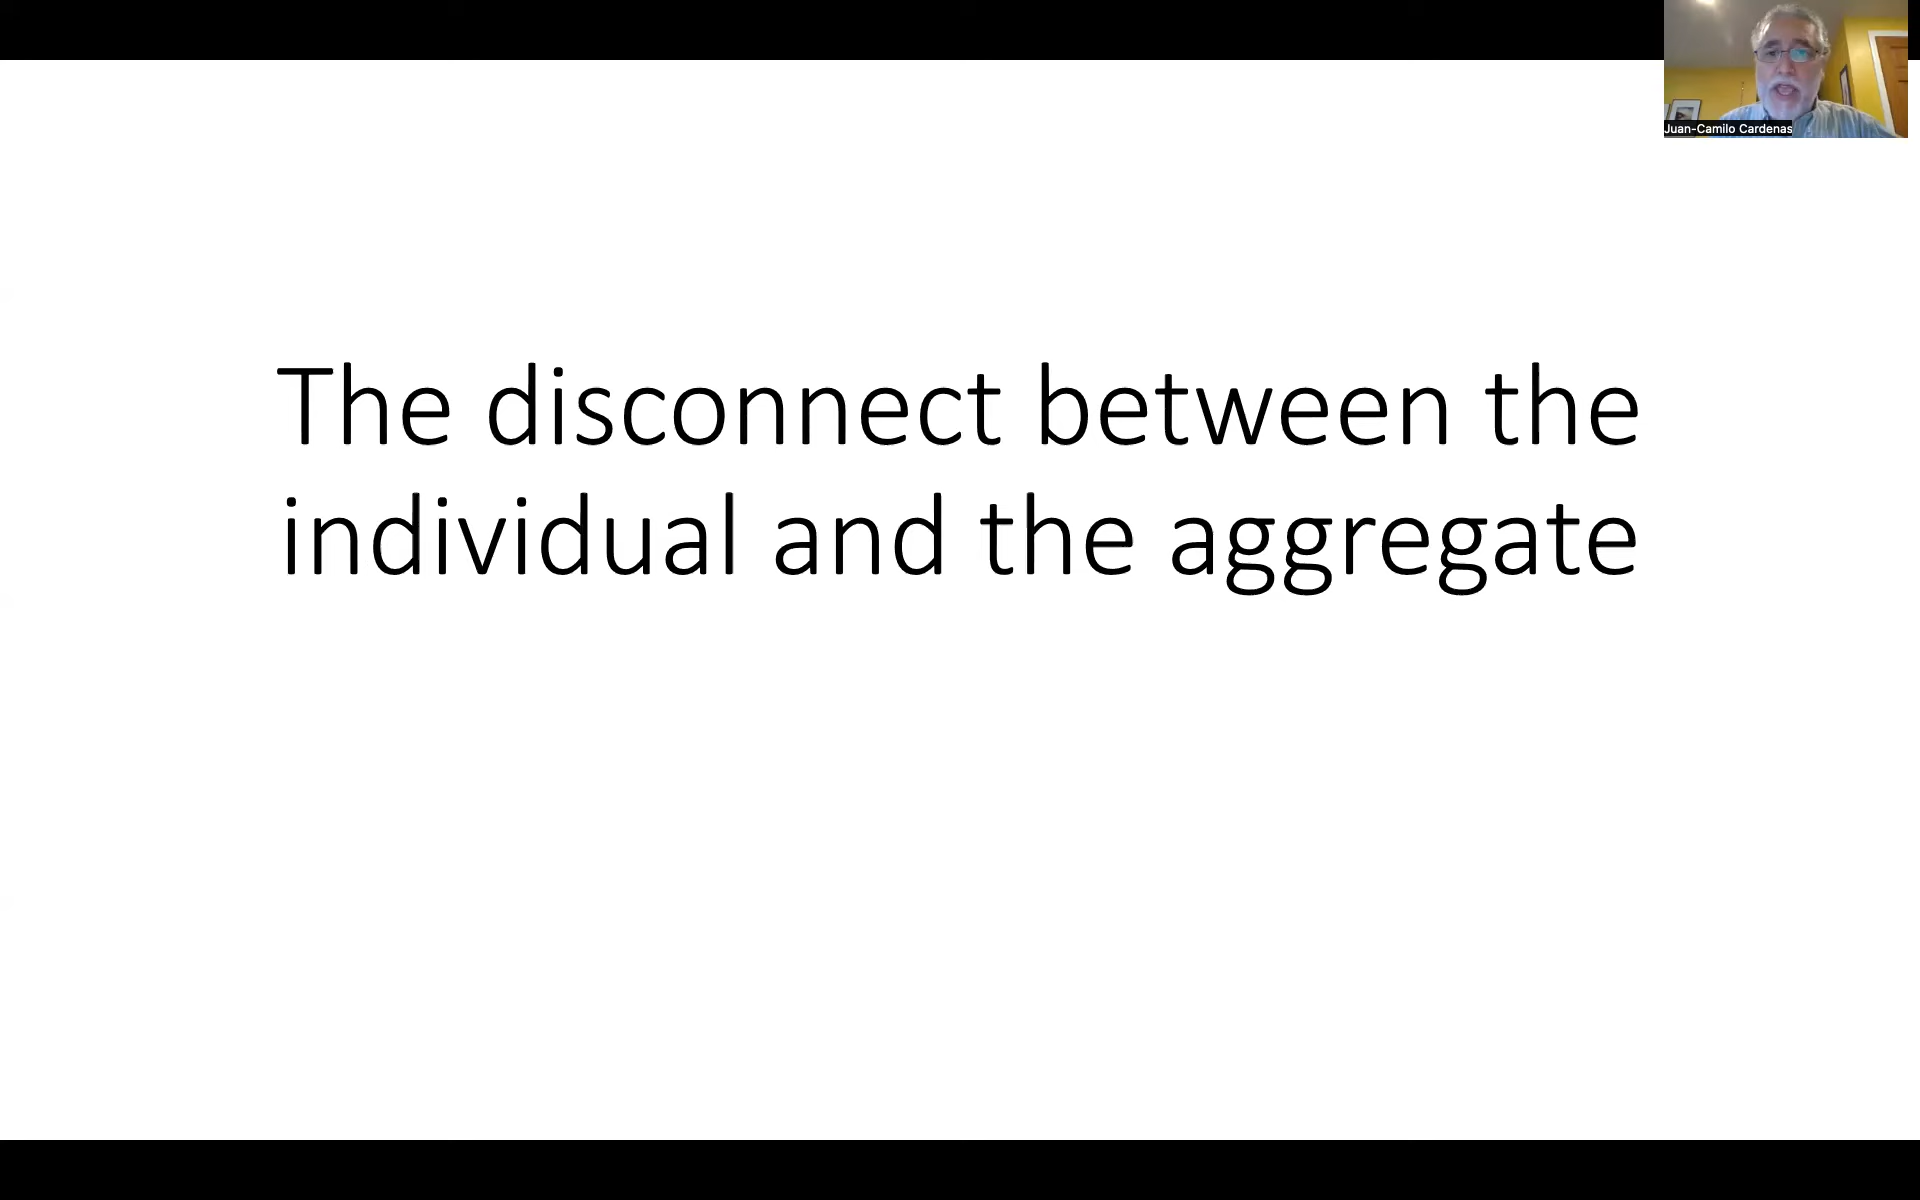 Juan-Camilo Cardenas
The disconnect between the
individual and the aggregate